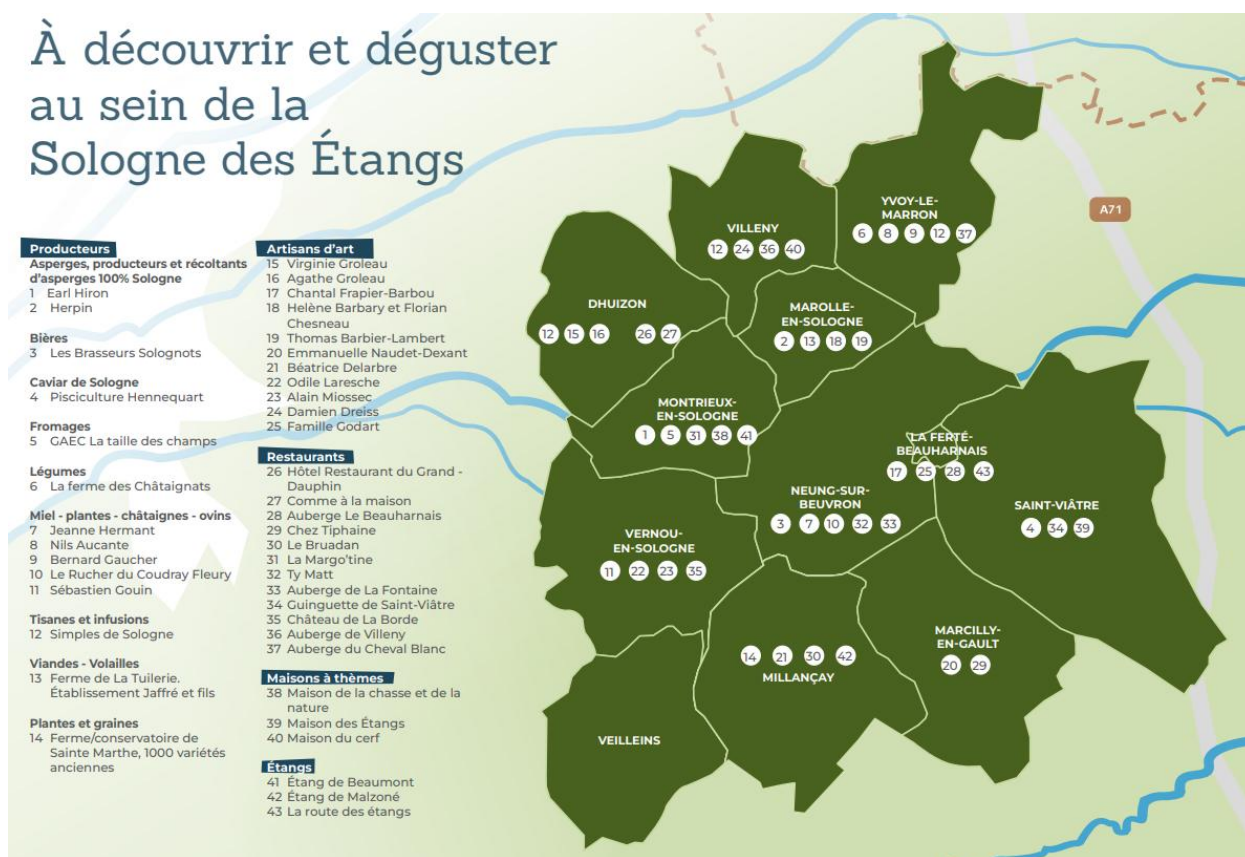 À découvrir et déguster
au sein de la
Sologne des Étangs
Producteurs
Asperges, producteurs et récoltants
d'asperges 100% Sologne
1 Earl Hiron
2 Herpin
Bières
3 Les Brasseurs Solognots
Caviar de Sologne
4 Pisciculture Hennequart
Fromages
5 GAEC La taille des champs
Légumes
6 La ferme des Châtaignats
Miel - plantes - châtaignes - ovins
7 Jeanne Hermant
8 Nils Aucante
9 Bernard Gaucher
10 Le Rucher du Coudray Fleury
11 Sébastien Gouin
Tisanes et infusions
12 Simples de Sologne
Viandes - Volailles
13 Ferme de La Tuilerie.
Établissement Jaffré et fils
Plantes et graines
14 Ferme/conservatoire de
Sainte Marthe, 1000 variétés
anciennes
Artisans d'art
15 Virginie Groleau
16 Agathe Groleau
17 Chantal Frapier-Barbou
18 Helène Barbary et Florian
Chesneau
19 Thomas Barbier-Lambert
20 Emmanuelle Naudet-Dexant
21 Béatrice Delarbre
22 Odile Laresche
23 Alain Miossec
24 Damien Dreiss
25 Famille Godart
Restaurants
26 Hôtel Restaurant du Grand -
Dauphin
27 Comme à la maison
28 Auberge Le Beauharnais
29 Chez Tiphaine
30 Le Bruadan
31 La Margo'tine
32 Ty Matt
33 Auberge de La Fontaine
34 Guinguette de Saint-Viâtre
35 Château de La Borde
36 Auberge de Villeny
37 Auberge du Cheval Blanc
Maisons à thèmes
38 Maison de la chasse et de la
nature
39 Maison des Étangs
40 Maison du cerf
Étangs
41 Étang de Beaumont
42 Étang de Malzoné
43 La route des étangs
A71
YVOY-LE-
MARRON
6 8 9 12 37
VILLENY
12 24 36 40
DHUIZON
12 15 16 26 27
MAROLLE-
EN-SOLOGNE
2 13 18 19
MONTRIEUX-
EN-SOLOGNE
1 5 31 38 41
LA FERTÉ-
BEAUHARNAIS
17 25 28 43
NEUNG-SUR-
BEUVRON
3 7 10 32 33
SAINT-VIÂTRE
4 34 39
VERNOU-
EN-SOLOGNE
11 22 23 35
MARCILLY-
EN-GAULT
20 29
14 21 30 42
MILLANÇAY
VEILLEINS